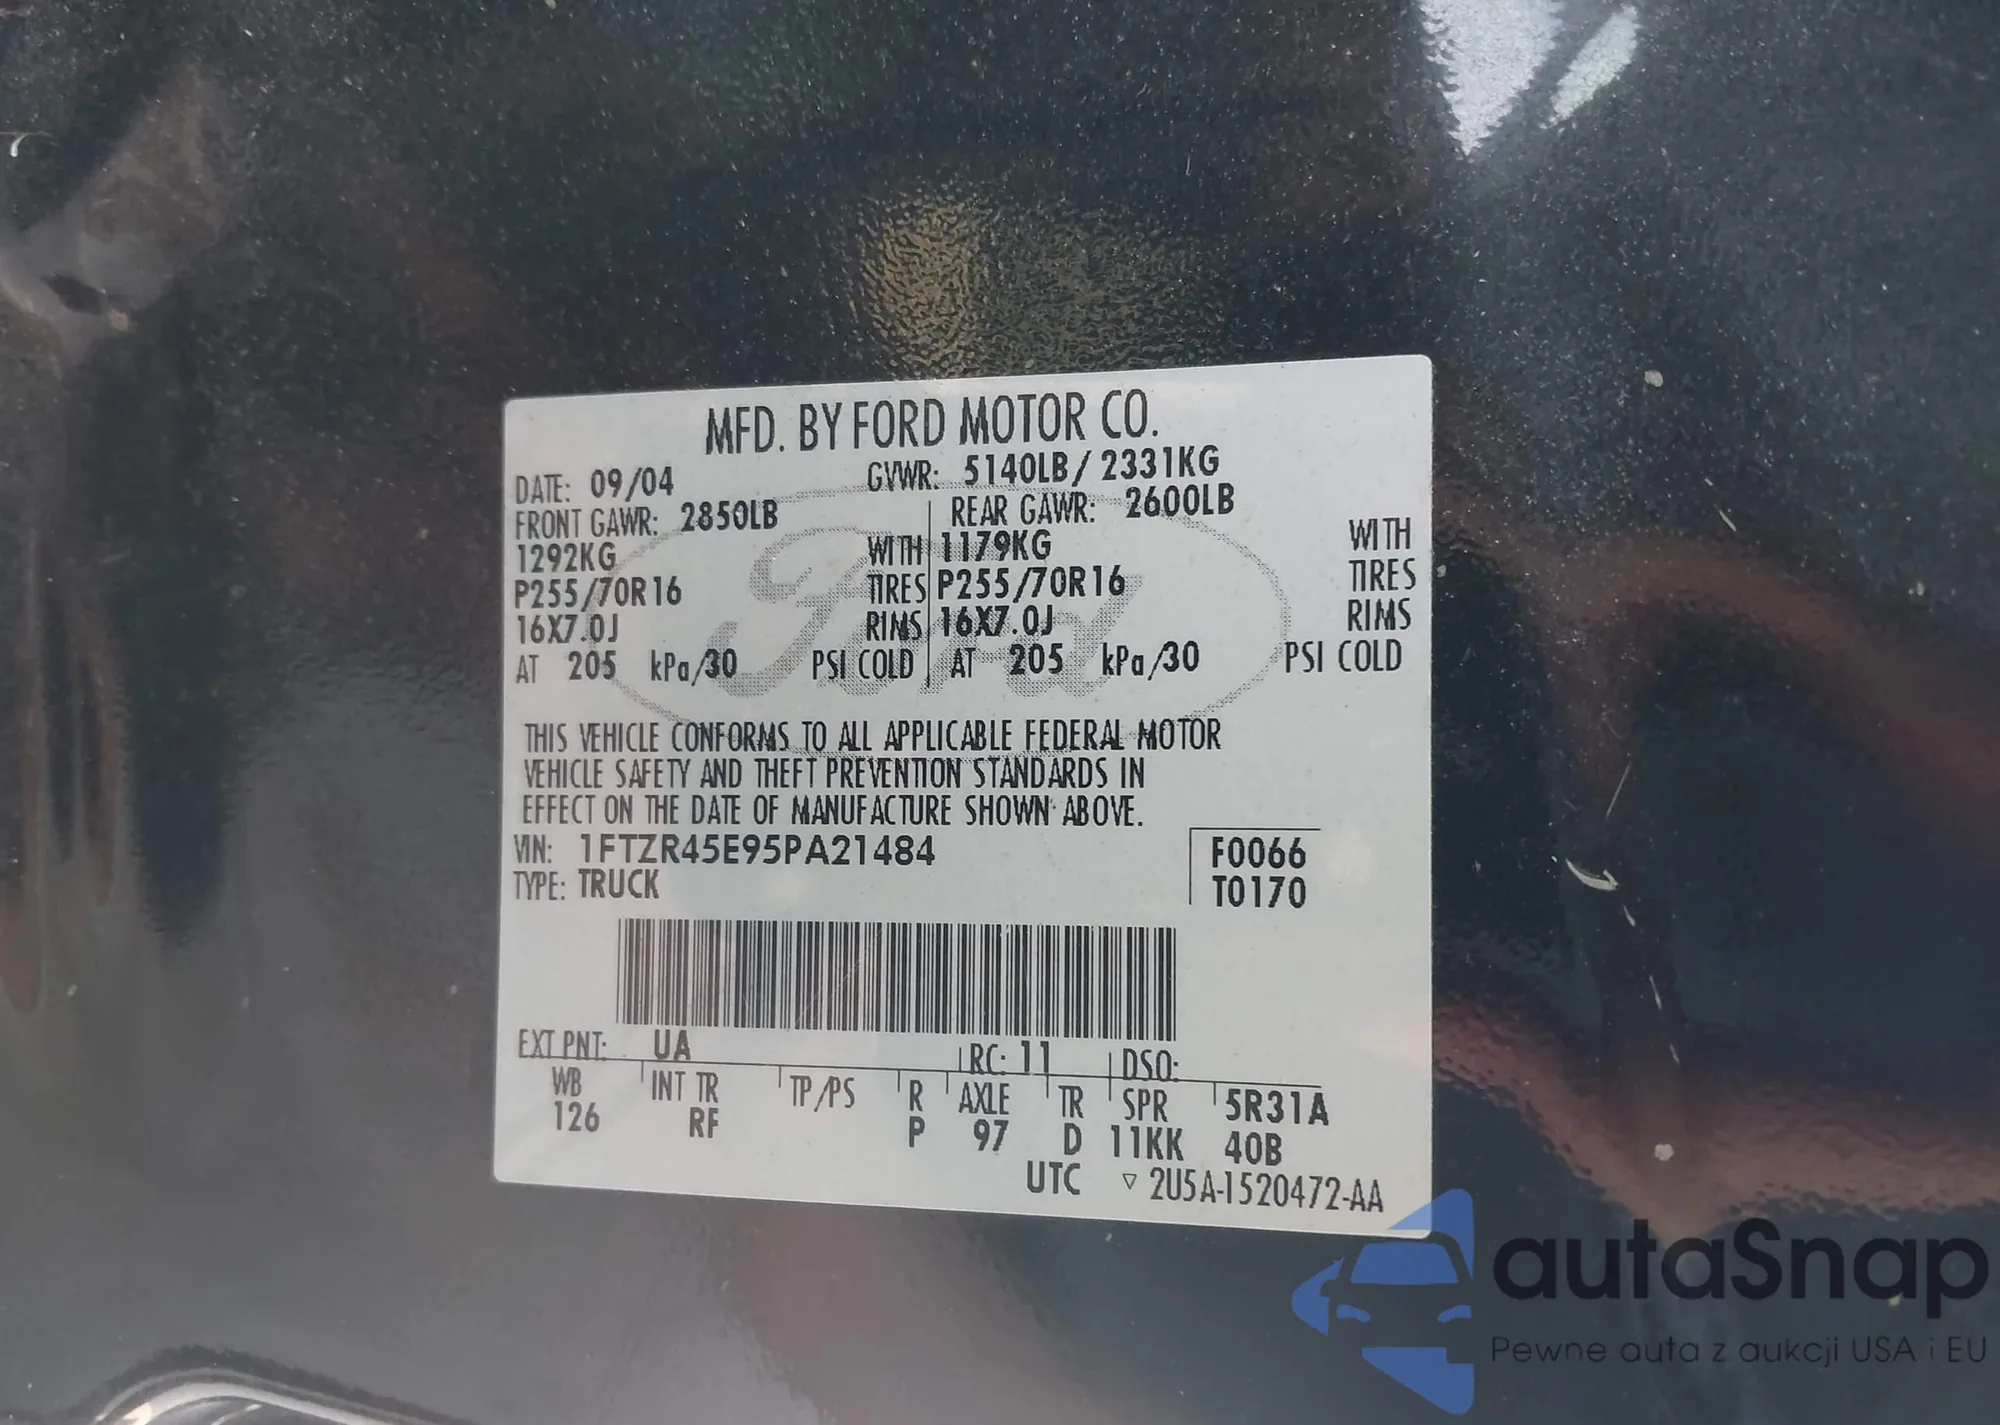 MFD. BY FORD MOTOR CO.
DATE: 09/04 GVWR: 5140LB/ 2331KG
FRONT GAWR: 2850LB REAR GAWR: 2600LB
1292KG WITH 1179KG WITH
P255/70R16 TIRES P255/70R16 TIRES
16X7.0J RIMS 16X7.0J RIMS
AT 205 kPa/30 PSI COLD AT 205 kPa/30 PSI COLD
Ford
THIS VEHICLE CONFORMS TO ALL APPLICABLE FEDERAL MOTOR
VEHICLE SAFETY AND THEFT PREVENTION STANDARDS IN
EFFECT ON THE DATE OF MANUFACTURE SHOWN ABOVE.
VIN: 1FTZR45E95PA21484 F0066
TYPE: TRUCK T0170
EXT PNT: UA RC: 11 DSO:
WB INT TR TP/PS R AXLE TR SPR 5R31A
126 RF P 97 D 11KK 40B
UTC ▽ 2U5A-1520472-AA
autaSnap
Pewne auta z aukcji USA i EU